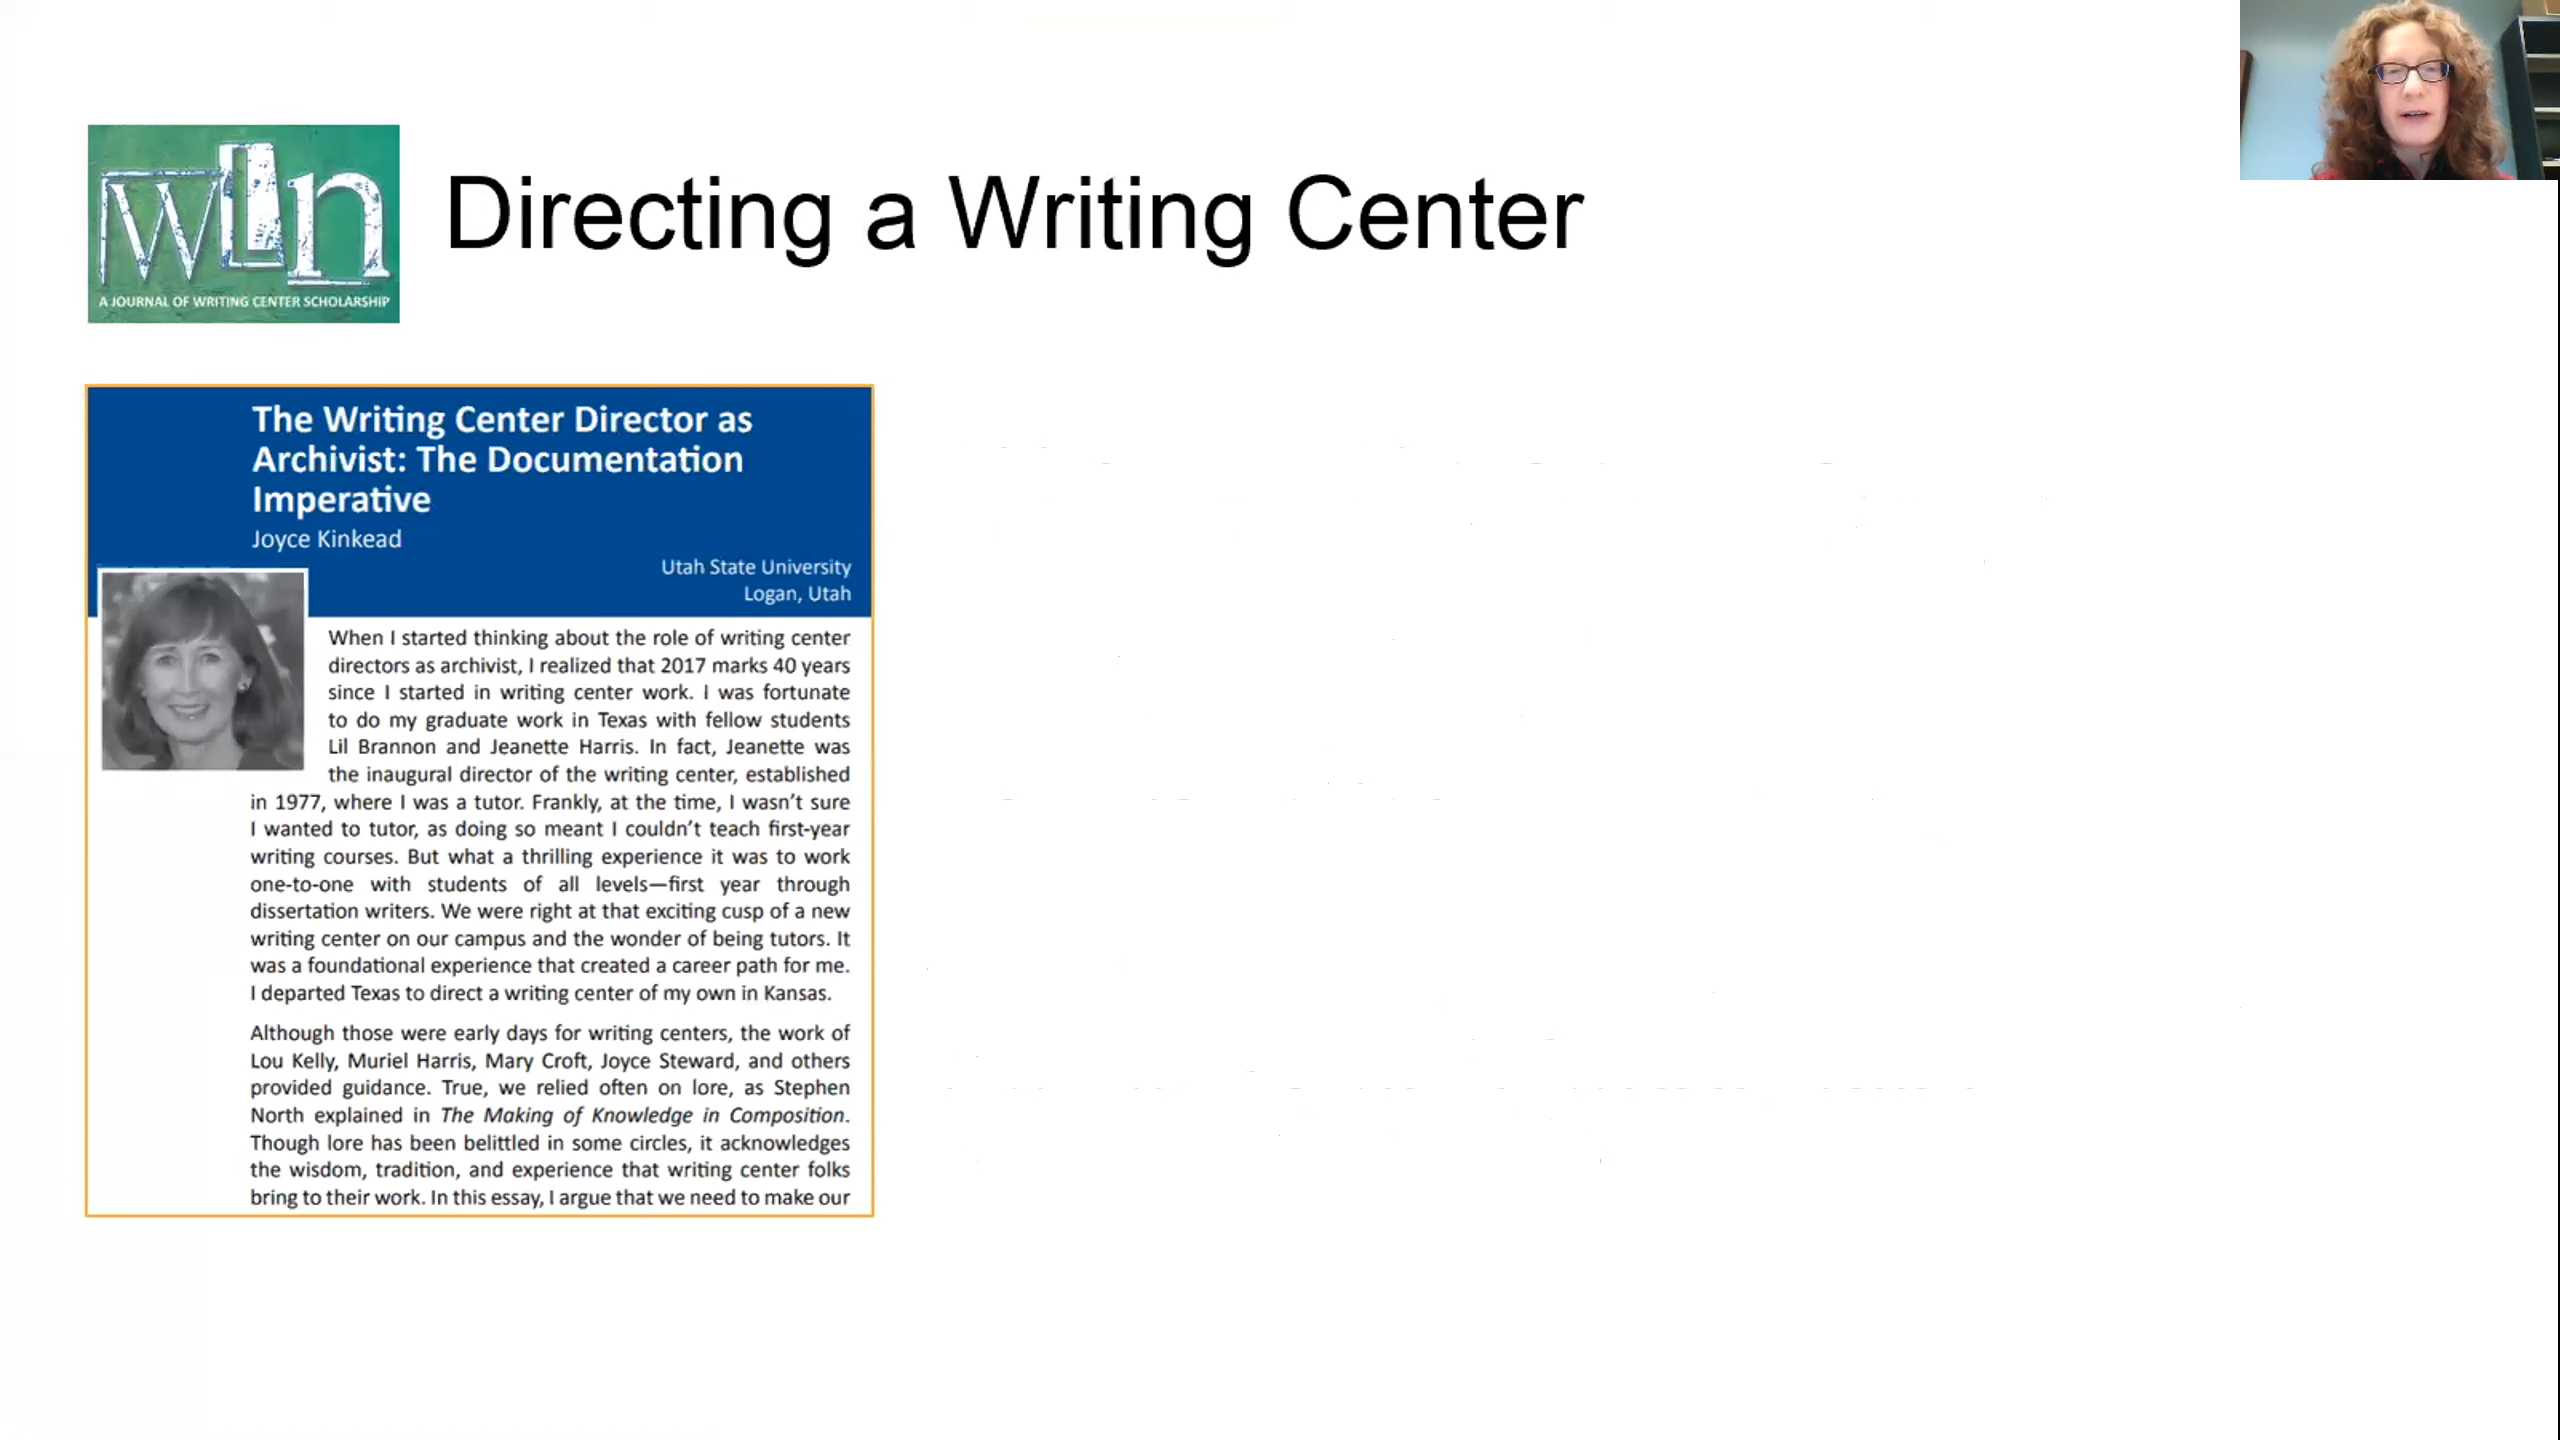 wLn
A JOURNAL OF WRITING CENTER SCHOLARSHIP
Directing a Writing Center
The Writing Center Director as
Archivist: The Documentation
Imperative
Joyce Kinkead
Utah State University
Logan, Utah
When I started thinking about the role of writing center
directors as archivist, I realized that 2017 marks 40 years
since I started in writing center work. I was fortunate
to do my graduate work in Texas with fellow students
Lil Brannon and Jeanette Harris. In fact, Jeanette was
the inaugural director of the writing center, established
in 1977, where I was a tutor. Frankly, at the time, I wasn’t sure
I wanted to tutor, as doing so meant I couldn’t teach first-year
writing courses. But what a thrilling experience it was to work
one-to-one with students of all levels—first year through
dissertation writers. We were right at that exciting cusp of a new
writing center on our campus and the wonder of being tutors. It
was a foundational experience that created a career path for me.
I departed Texas to direct a writing center of my own in Kansas.
Although those were early days for writing centers, the work of
Lou Kelly, Muriel Harris, Mary Croft, Joyce Steward, and others
provided guidance. True, we relied often on lore, as Stephen
North explained in The Making of Knowledge in Composition.
Though lore has been belittled in some circles, it acknowledges
the wisdom, tradition, and experience that writing center folks
bring to their work. In this essay, I argue that we need to make our